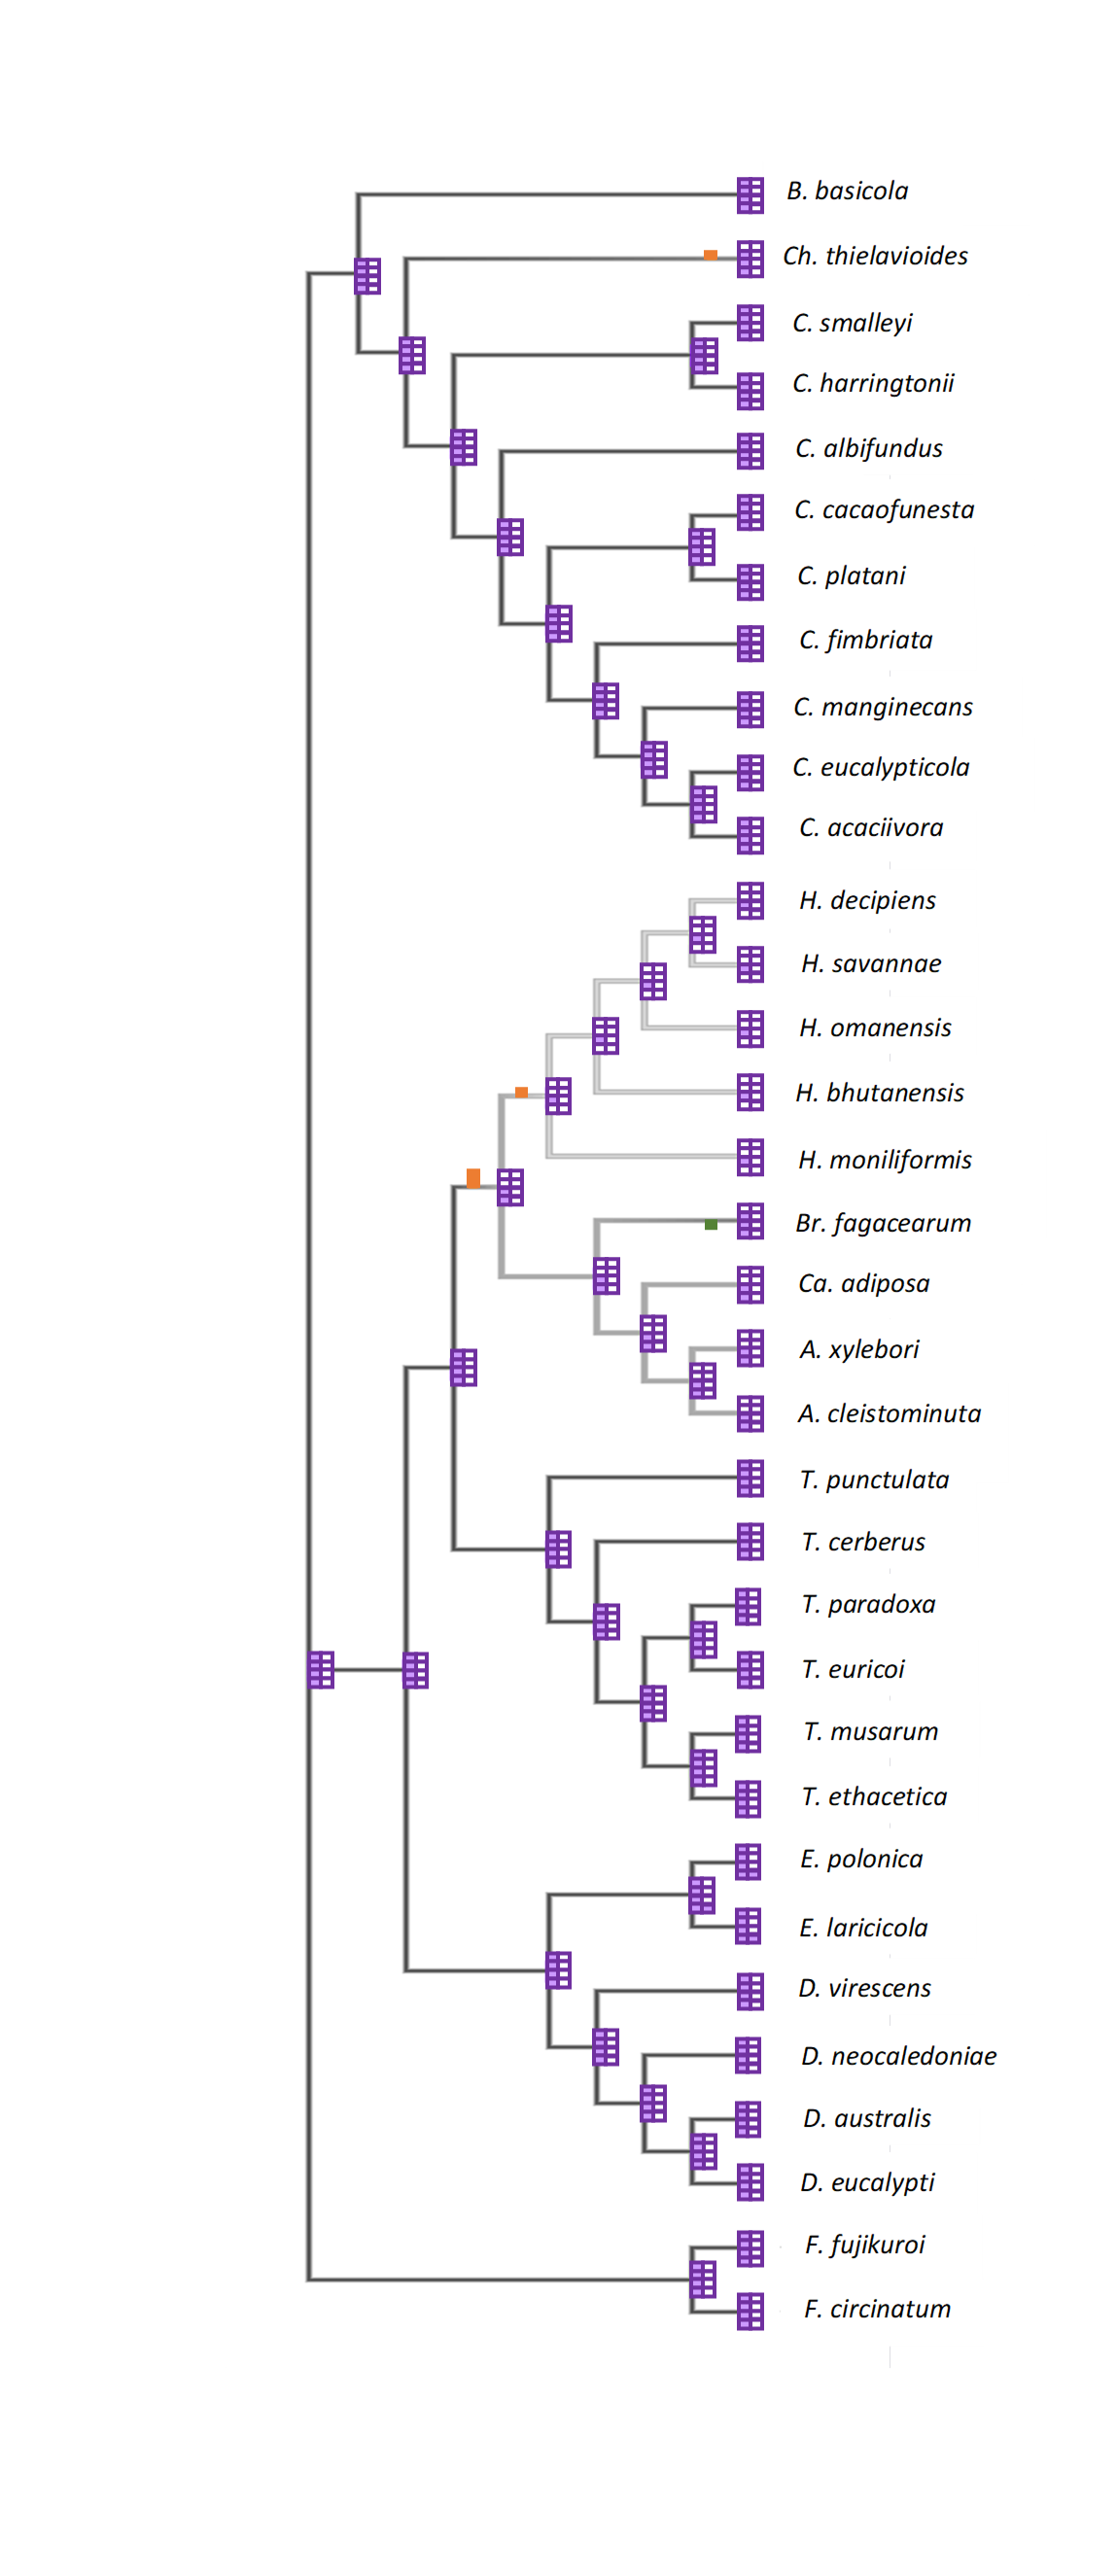 B. basicola
Ch. thielavioides
C. smalleyi
C. harringtonii
C. albifundus
C. cacaofunesta
C. platani
C. fimbriata
C. manginecans
C. eucalypticola
C. acaciivora
H. decipiens
H. savannae
H. omanensis
H. bhutanensis
H. moniliformis
Br. fagacearum
Ca. adiposa
A. xylebori
A. cleistominuta
T. punctulata
T. cerberus
T. paradoxa
T. euricoi
T. musarum
T. ethacetica
E. polonica
E. laricicola
D. virescens
D. neocaledoniae
D. australis
D. eucalypti
F. fujikuroi
F. circinatum